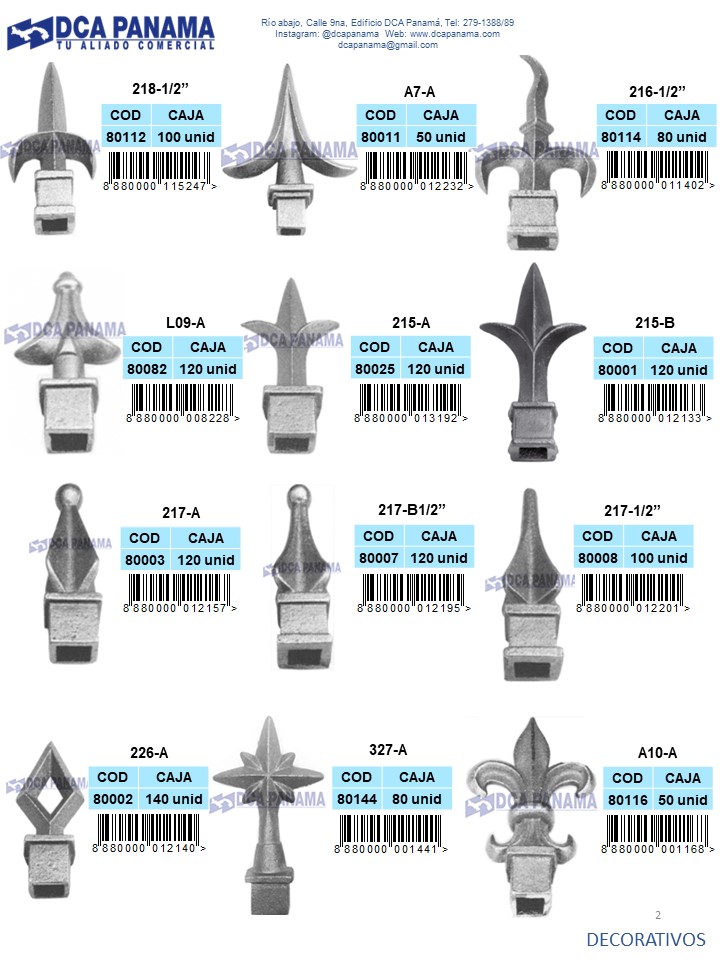 DCA PANAMA
TU ALIADO COMERCIAL
Río abajo, Calle 9na, Edificio DCA Panamá, Tel: 279-1388/89
Instagram: @dcapanama Web: www.dcapanama.com
dcapanama@gmail.com
218-1/2”
COD CAJA
80112 100 unid
8 880000 115247 >
A7-A
COD CAJA
80011 50 unid
8 880000 012232 >
216-1/2”
COD CAJA
80114 80 unid
8 880000 011402 >
DCA PANAMA
DCA PANAMA
DCA PANAMA
L09-A
COD CAJA
80082 120 unid
8 880000 008228 >
215-A
COD CAJA
80025 120 unid
8 880000 013192 >
215-B
COD CAJA
80001 120 unid
8 880000 012133 >
DCA PANAMA
DCA PANAMA
DCA PANAMA
217-A
COD CAJA
80003 120 unid
8 880000 012157 >
217-B1/2”
COD CAJA
80007 120 unid
8 880000 012195 >
217-1/2”
COD CAJA
80008 100 unid
8 880000 012201 >
DCA PANAMA
DCA PANAMA
DCA PANAMA
226-A
COD CAJA
80002 140 unid
8 880000 012140 >
327-A
COD CAJA
80144 80 unid
8 880000 001441 >
A10-A
COD CAJA
80116 50 unid
8 880000 001168 >
DCA PANAMA
DCA PANAMA
DCA PANAMA
2
DECORATIVOS